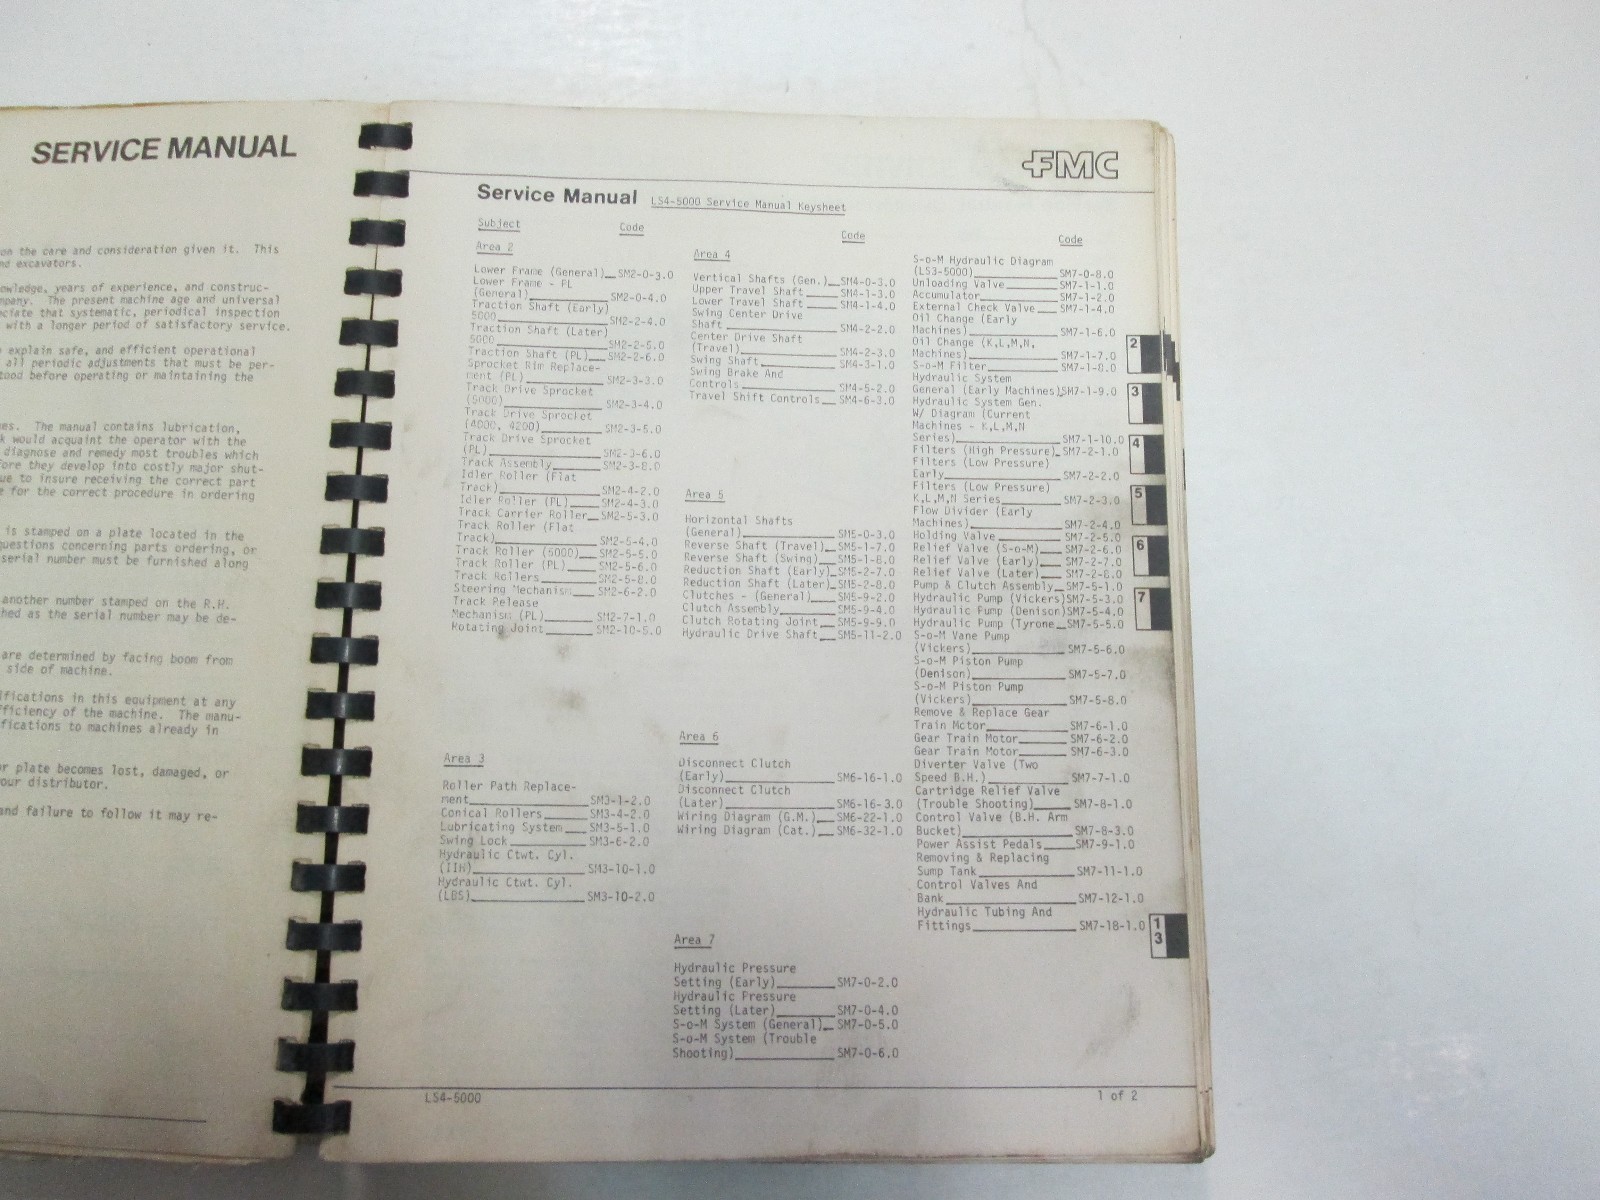 SERVICE MANUAL
on the care and consideration given it. This
nd excavators.
owledge, years of experience, and construc-
mpany. The present machine age and universal
ciate that systematic, periodical inspection
with a longer period of satisfactory service.
explain safe, and efficient operational
all periodic adjustments that must be per-
tood before operating or maintaining the
es. The manual contains lubrication,
k would acquaint the operator with the
diagnose and remedy most troubles which
fore they develop into costly major shut-
ue to insure receiving the correct part
e for the correct procedure in ordering
is stamped on a plate located in the
questions concerning parts ordering, or
serial number must be furnished along
another number stamped on the R.H.
hed as the serial number may be de-
are determined by facing boom from
side of machine.
ifications in this equipment at any
fficiency of the machine. The manu-
fications to machines already in
or plate becomes lost, damaged, or
our distributor.
and failure to follow it may re-
FMC
Service Manual LS4-5000 Service Manual Keysheet
Subject Code
Area 2
Lower Frame (General) SM2-0-3.0
Lower Frame - PL
(General) SM2-0-4.0
Traction Shaft (Early)
5000 SM2-2-4.0
Traction Shaft (Later)
5000 SM2-2-5.0
Traction Shaft (PL) SM2-2-6.0
Sprocket Rim Replace-
ment (PL) SM2-3-3.0
Track Drive Sprocket
(5000) SM2-3-4.0
Track Drive Sprocket
(4000, 4200) SM2-3-5.0
Track Drive Sprocket
(PL) SM2-3-6.0
Track Assembly SM2-3-8.0
Idler Roller (Flat
Track) SM2-4-2.0
Idler Roller (PL) SM2-4-3.0
Track Carrier Roller SM2-5-3.0
Track Roller (Flat
Track) SM2-5-4.0
Track Roller (5000) SM2-5-5.0
Track Roller (PL) SM2-5-6.0
Track Rollers SM2-5-8.0
Steering Mechanism SM2-6-2.0
Track Release
Mechanism (PL) SM2-7-1.0
Rotating Joint SM2-10-5.0
Area 3
Roller Path Replace-
ment SM3-1-2.0
Conical Rollers SM3-4-2.0
Lubricating System SM3-5-1.0
Swing Lock SM3-6-2.0
Hydraulic Ctwt. Cyl.
SM3-10-1.0
Hydraulic Ctwt. Cyl.
(LBS) SM3-10-2.0
Code
Area 4
Vertical Shafts (Gen.) SM4-0-3.0
Upper Travel Shaft SM4-1-3.0
Lower Travel Shaft SM4-1-4.0
Swing Center Drive
Shaft SM4-2-2.0
Center Drive Shaft
(Travel) SM4-2-3.0
Swing Shaft SM4-3-1.0
Swing Brake And
Controls SM4-5-2.0
Travel Shift Controls SM4-6-3.0
Area 5
Horizontal Shafts
(General) SM5-0-3.0
Reverse Shaft (Travel) SM5-1-7.0
Reverse Shaft (Swing) SM5-1-8.0
Reduction Shaft (Early) SM5-2-7.0
Reduction Shaft (Later) SM5-2-8.0
Clutches - (General) SM5-9-2.0
Clutch Assembly SM5-9-4.0
Clutch Rotating Joint SM5-9-9.0
Hydraulic Drive Shaft SM5-11-2.0
Area 6
Disconnect Clutch
(Early) SM6-16-1.0
Disconnect Clutch
(Later) SM6-16-3.0
Wiring Diagram (G.M.) SM6-22-1.0
Wiring Diagram (Cat.) SM6-32-1.0
Area 7
Hydraulic Pressure
Setting (Early) SM7-0-2.0
Hydraulic Pressure
Setting (Later) SM7-0-4.0
S-o-M System (General) SM7-0-5.0
S-o-M System (Trouble
Shooting) SM7-0-6.0
Code
S-o-M Hydraulic Diagram
(LS3-5000) SM7-0-8.0
Unloading Valve SM7-1-1.0
Accumulator SM7-1-2.0
External Check Valve SM7-1-4.0
Oil Change (Early
Machines) SM7-1-6.0
Oil Change (K,L,M,N,
Machines) SM7-1-7.0
S-o-M Filter SM7-1-8.0
Hydraulic System
General (Early Machines) SM7-1-9.0
Hydraulic System Gen.
W/ Diagram (Current
Machines - K,L,M,N
Series) SM7-1-10.0
Filters (High Pressure) SM7-2-1.0
Filters (Low Pressure)
Early SM7-2-2.0
Filters (Low Pressure)
K,L,M,N Series SM7-2-3.0
Flow Divider (Early
Machines) SM7-2-4.0
Holding Valve SM7-2-5.0
Relief Valve (S-o-M) SM7-2-6.0
Relief Valve (Early) SM7-2-7.0
Relief Valve (Later) SM7-2-8.0
Pump & Clutch Assembly SM7-5-1.0
Hydraulic Pump (Vickers) SM7-5-3.0
Hydraulic Pump (Denison) SM7-5-4.0
Hydraulic Pump (Tyrone SM7-5-5.0
S-o-M Vane Pump
(Vickers) SM7-5-6.0
S-o-M Piston Pump
(Denison) SM7-5-7.0
S-o-M Piston Pump
(Vickers) SM7-5-8.0
Remove & Replace Gear
Train Motor SM7-6-1.0
Gear Train Motor SM7-6-2.0
Gear Train Motor SM7-6-3.0
Diverter Valve (Two
Speed B.H.) SM7-7-1.0
Cartridge Relief Valve
(Trouble Shooting) SM7-8-1.0
Control Valve (B.H. Arm
Bucket) SM7-8-3.0
Power Assist Pedals SM7-9-1.0
Removing & Replacing
Sump Tank SM7-11-1.0
Control Valves And
Bank SM7-12-1.0
Hydraulic Tubing And
Fittings SM7-18-1.0
2
3
4
5
6
7
1
3
LS4-5000
1 of 2